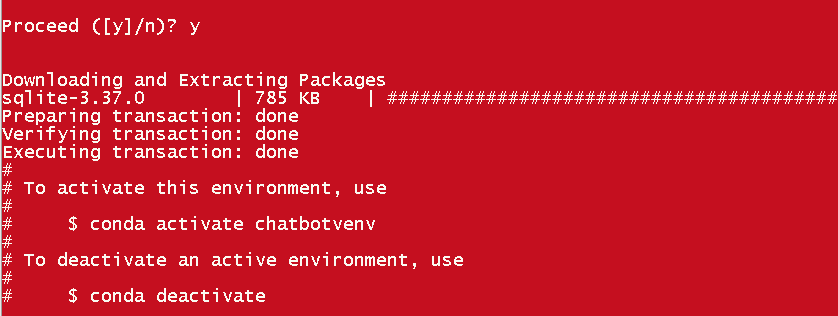 Proceed ([y]/n)? y
Downloading and Extracting Packages
sqlite-3.37.0        | 785 KB    | #########################################
Preparing transaction: done
Verifying transaction: done
Executing transaction: done
#
# To activate this environment, use
#
#     $ conda activate chatbotvenv
#
# To deactivate an active environment, use
#
#     $ conda deactivate